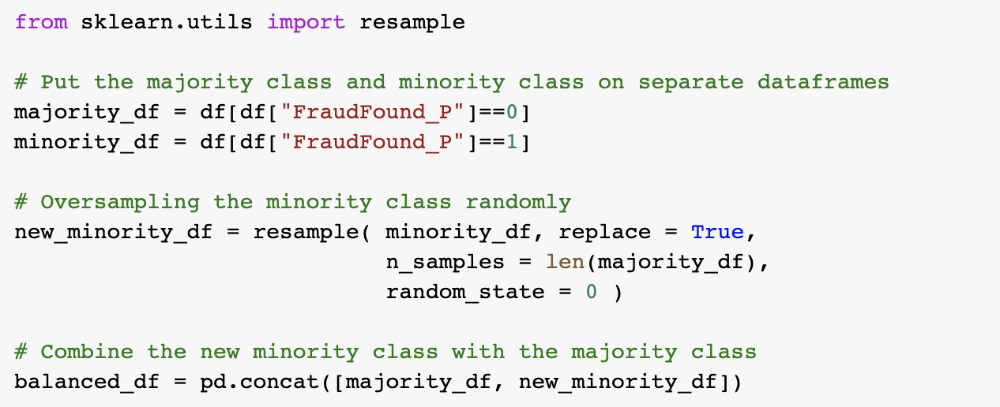 from sklearn.utils import resample
# Put the majority class and minority class on separate dataframes
majority_df = df[df["FraudFound_P"]==0]
minority_df = df[df["FraudFound_P"]==1]
# Oversampling the minority class randomly
new_minority_df = resample( minority_df, replace = True,
n_samples = len(majority_df),
random_state = 0 )
# Combine the new minority class with the majority class
balanced_df = pd.concat([majority_df, new_minority_df])